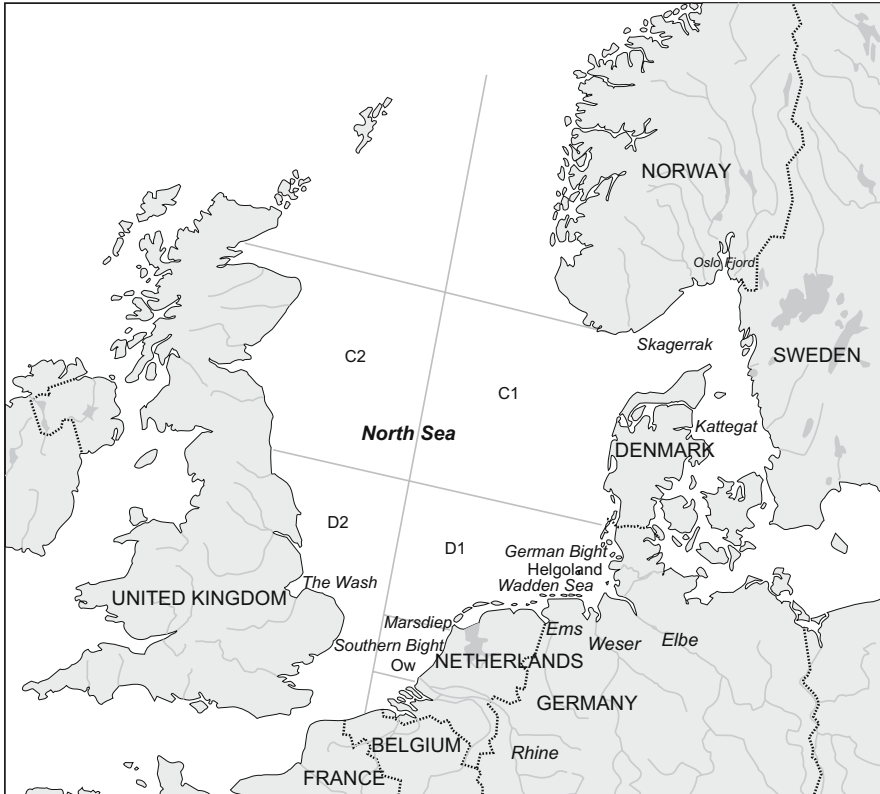 NORWAY
Oslo Fjord
Skagerrak
C2
SWEDEN
C1
Kattegat
North Sea
DENMARK
D2
D1
German Bight
Helgoland
The Wash
Wadden Sea
UNITED KINGDOM
Marsdiep
Ems
Southern Bight
Weser
Elbe
Ow
NETHERLANDS
GERMANY
BELGIUM
Rhine
FRANCE